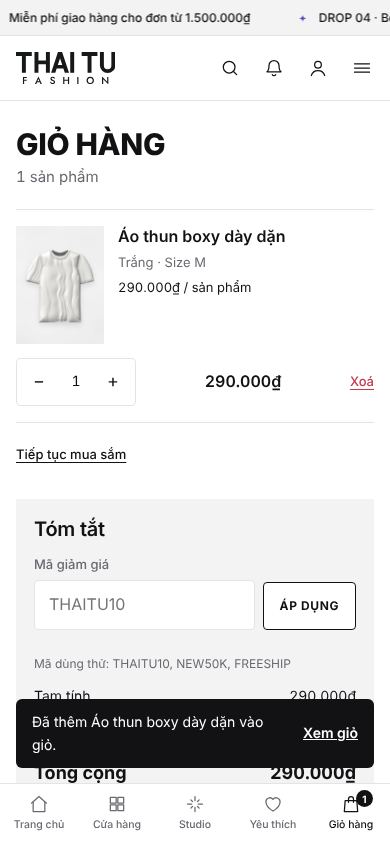 Miễn phí giao hàng cho đơn từ 1.500.000₫ ✦ DROP 04 · B
THAI TU
FASHION
GIỎ HÀNG
1 sản phẩm
Áo thun boxy dày dặn
Trắng · Size M
290.000₫ / sản phẩm
− 1 + 290.000₫ Xoá
Tiếp tục mua sắm
Tóm tắt
Mã giảm giá
THAITU10 ÁP DỤNG
Mã dùng thử: THAITU10, NEW50K, FREESHIP
Tạm tính 290.000₫
Đã thêm Áo thun boxy dày dặn vào
giỏ.
Xem giỏ
Tổng cộng 290.000₫
1
Trang chủ Cửa hàng Studio Yêu thích Giỏ hàng